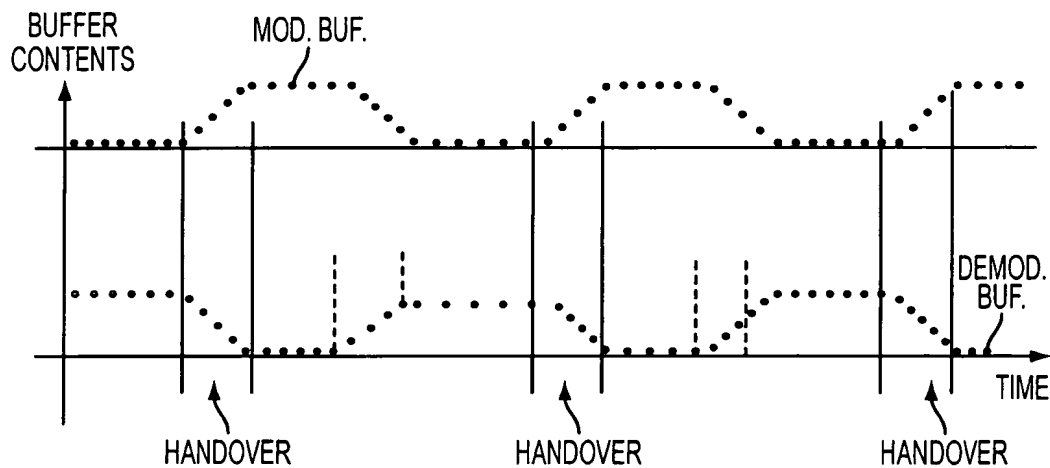 BUFFER
CONTENTS
MOD. BUF.
DEMOD.
BUF.
TIME
HANDOVER
HANDOVER
HANDOVER